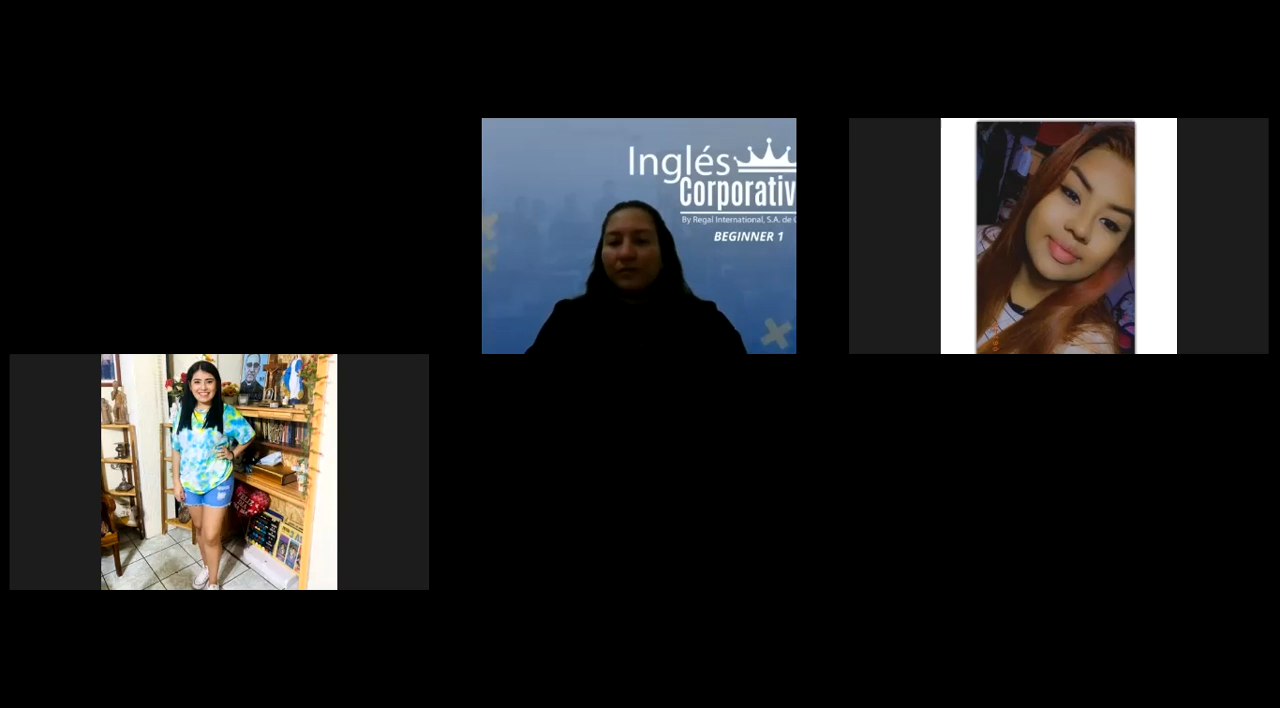 Inglés
Corporativ
By Regal International, S.A. de C
BEGINNER 1